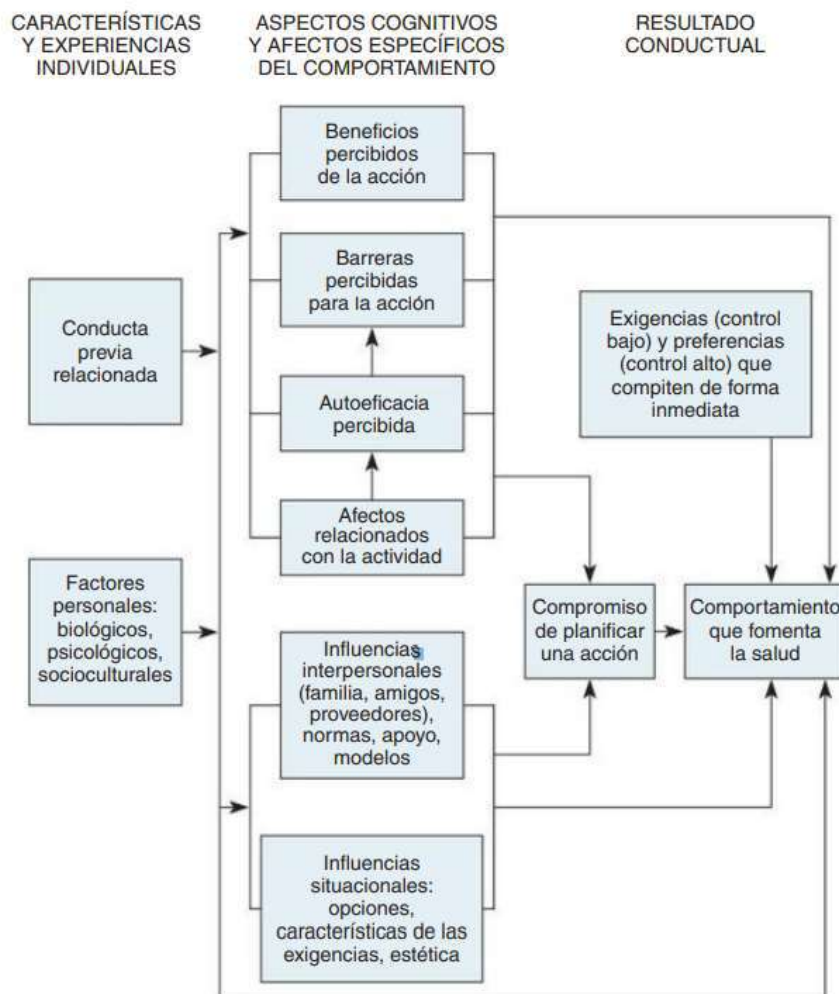 CARACTERÍSTICAS
Y EXPERIENCIAS
INDIVIDUALES
ASPECTOS COGNITIVOS
Y AFECTOS ESPECÍFICOS
DEL COMPORTAMIENTO
RESULTADO
CONDUCTUAL
Beneficios
percibidos
de la acción
Barreras
percibidas
para la acción
Conducta
previa
relacionada
Exigencias (control
bajo) y preferencias
(control alto) que
compiten de forma
inmediata
Autoeficacia
percibida
Afectos
relacionados
con la actividad
Factores
personales:
biológicos,
psicológicos,
socioculturales
Compromiso
de planificar
una acción
Comportamiento
que fomenta
la salud
Influencias
interpersonales
(familia, amigos,
proveedores),
normas, apoyo,
modelos
Influencias
situacionales:
opciones,
características de las
exigencias, estética